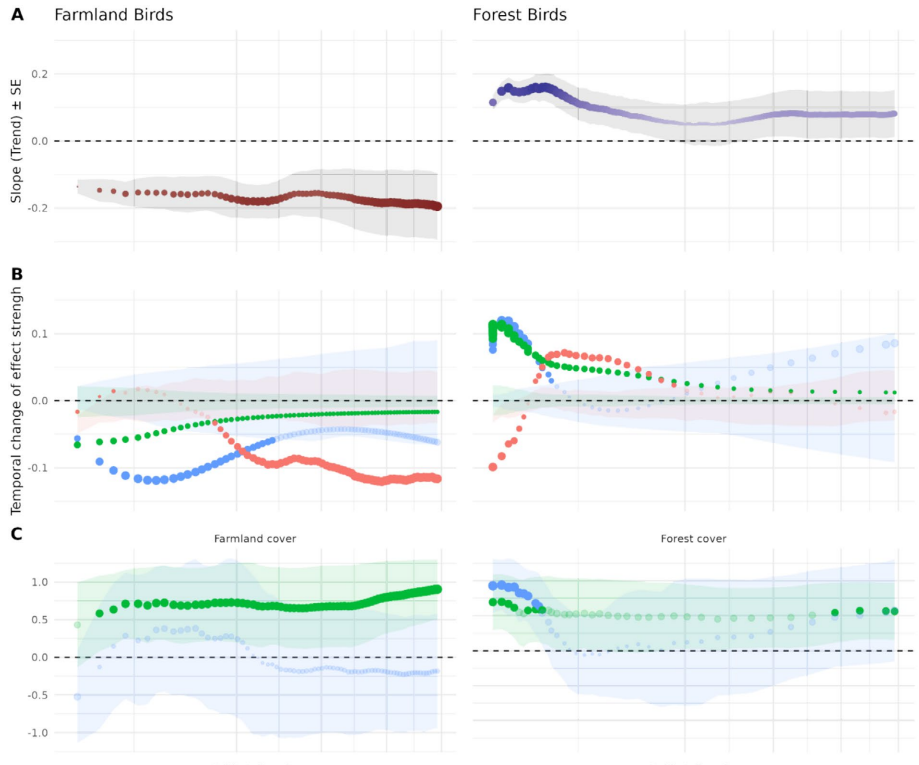 A Farmland Birds Forest Birds
Slope (Trend) ± SE
0.2
0.0
-0.2
B
Temporal change of effect strengh
0.1
0.0
-0.1
C
Farmland cover Forest cover
1.0
0.5
0.0
-0.5
-1.0